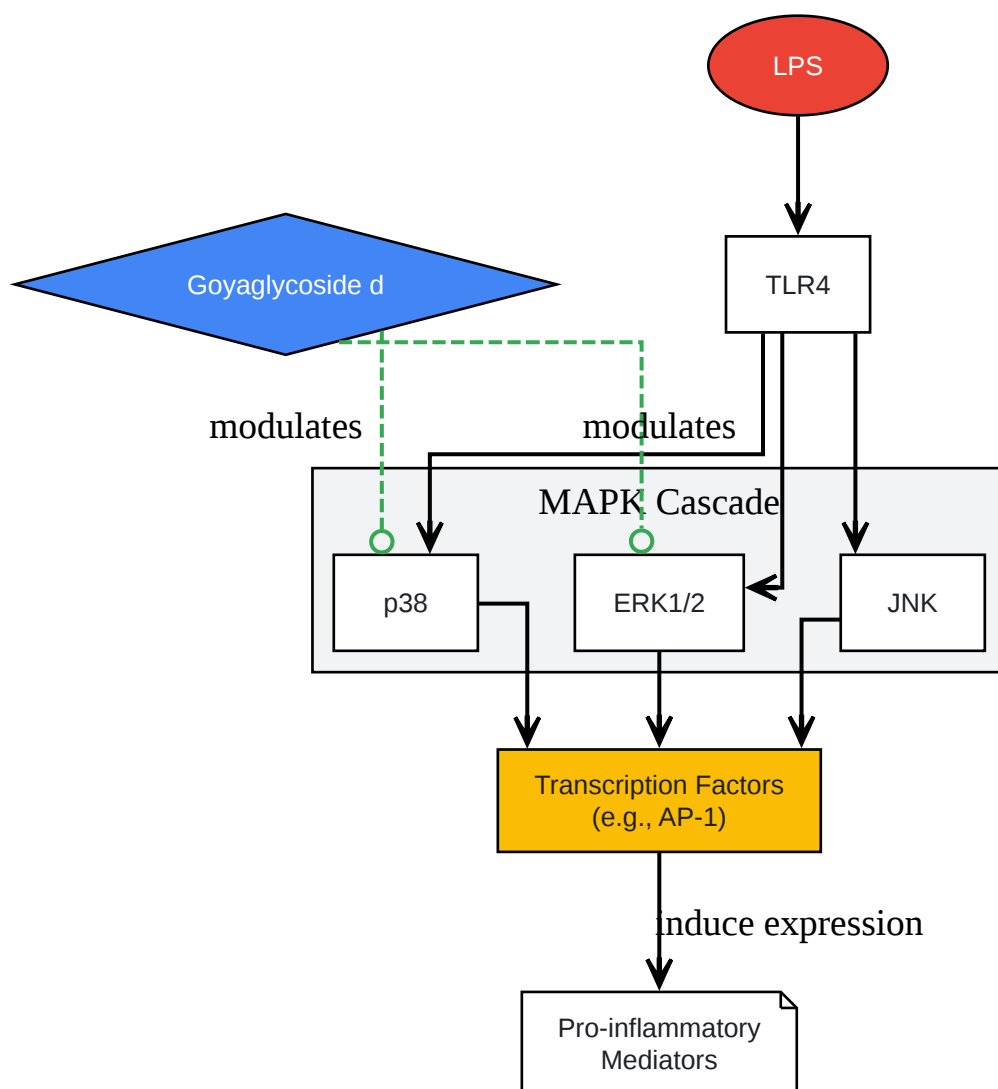 LPS
TLR4
Goyaglycoside d
modulates
modulates
MAPK Cascade
p38
ERK1/2
JNK
Transcription Factors
(e.g., AP-1)
induce expression
Pro-inflammatory
Mediators